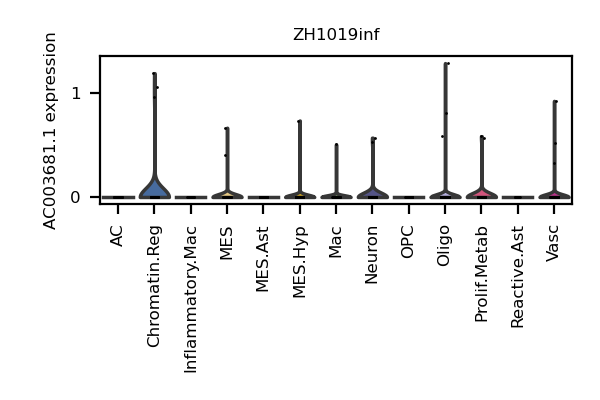 ZH1019inf
AC003681.1 expression
1
0
AC
Chromatin.Reg
Inflammatory.Mac
MES
MES.Ast
MES.Hyp
Mac
Neuron
OPC
Oligo
Prolif.Metab
Reactive.Ast
Vasc